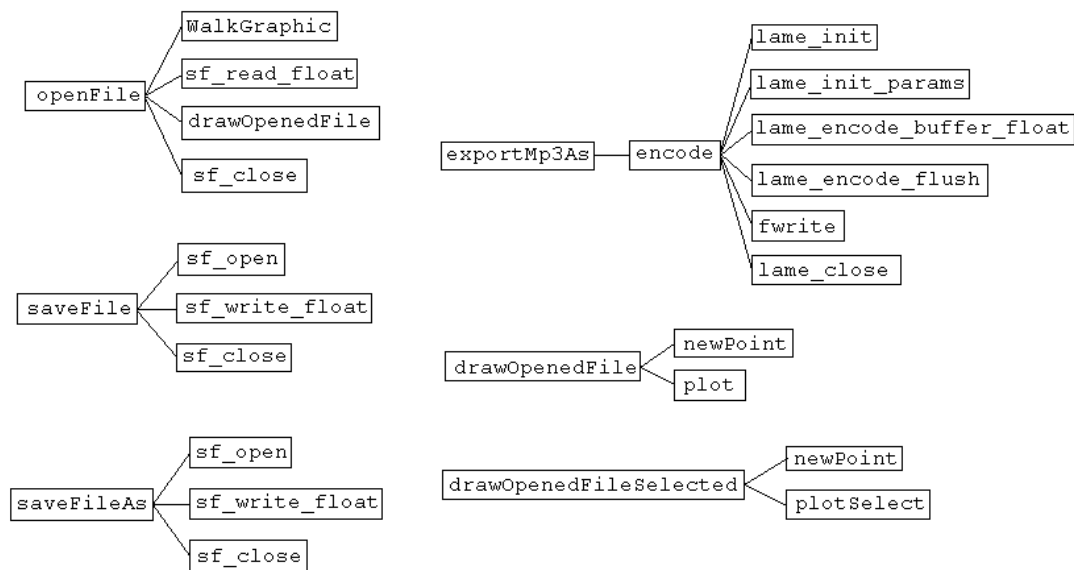 WalkGraphic
sf_read_float
openFile
drawOpenedFile
sf_close
sf_open
saveFile
sf_write_float
sf_close
sf_open
saveFileAs
sf_write_float
sf_close
lame_init
lame_init_params
lame_encode_buffer_float
exportMp3As
encode
lame_encode_flush
fwrite
lame_close
newPoint
drawOpenedFile
plot
newPoint
drawOpenedFileSelected
plotSelect